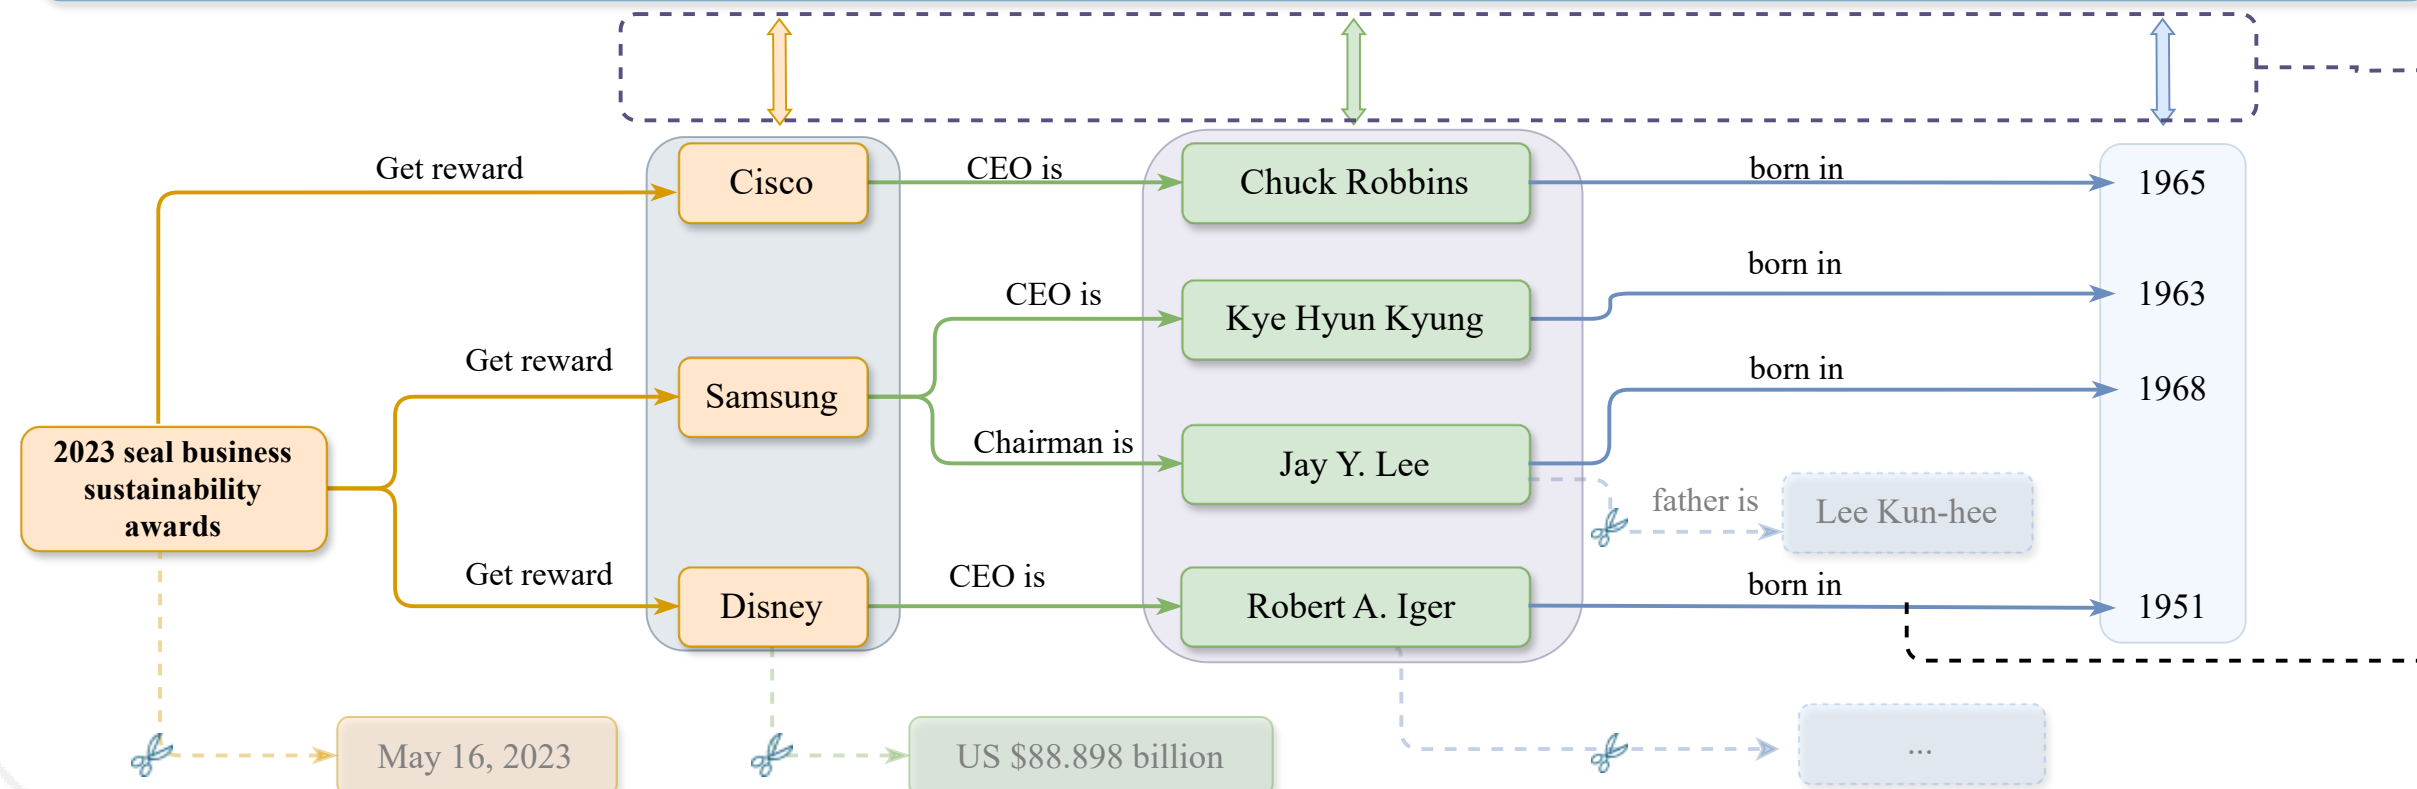 Get reward
Cisco
CEO is
Chuck Robbins
born in
1965
CEO is
Kye Hyun Kyung
born in
1963
Get reward
Samsung
born in
1968
2023 seal business
sustainability
awards
Chairman is
Jay Y. Lee
father is
Lee Kun-hee
Get reward
Disney
CEO is
Robert A. Iger
born in
1951
May 16, 2023
US $88.898 billion
...